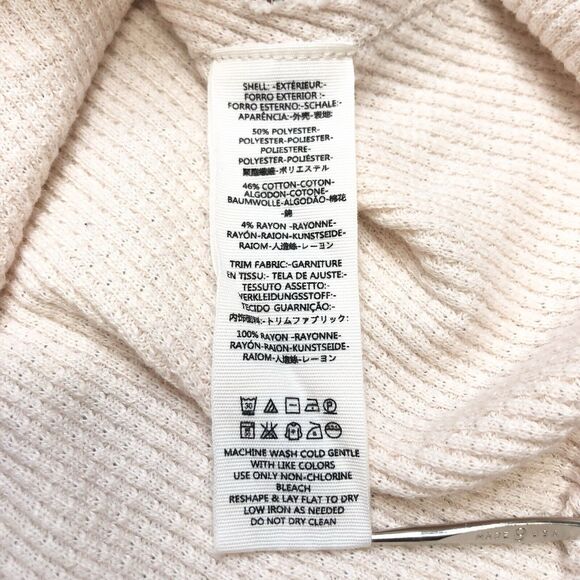 SHELL: -EXTÉRIEUR:-
FORRO EXTERIOR :-
FORRO ESTERNO:-SCHALE:-
APARÊNCIA:-外壳-表地:
50% POLYESTER-
POLYESTER-POLIÉSTER-
POLIESTERE-
POLYESTER-POLIÉSTER
聚酯纖維-ポリエステル
46% COTTON-COTON-
ALGODON-COTONE-
BAUMWOLLE-ALGODÃO-棉花
-綿
4% RAYON -RAYONNE-
RAYÓN-RAION-KUNSTSEIDE-
RAIOM-人造絲-レーヨン
TRIM FABRIC:-GARNITURE
EN TISSU:- TELA DE AJUSTE:-
TESSUTO ASSETTO:-
VERKLEIDUNGSSTOFF:-
TECIDO GUARNIÇÃO:-
内饰面料:-トリムファブリック:
100% RAYON -RAYONNE-
RAYÓN-RAION-KUNSTSEIDE-
RAIOM-人造絲-レーヨン
30
MACHINE WASH COLD GENTLE
WITH LIKE COLORS
USE ONLY NON-CHLORINE
BLEACH
RESHAPE & LAY FLAT TO DRY
LOW IRON AS NEEDED
DO NOT DRY CLEAN